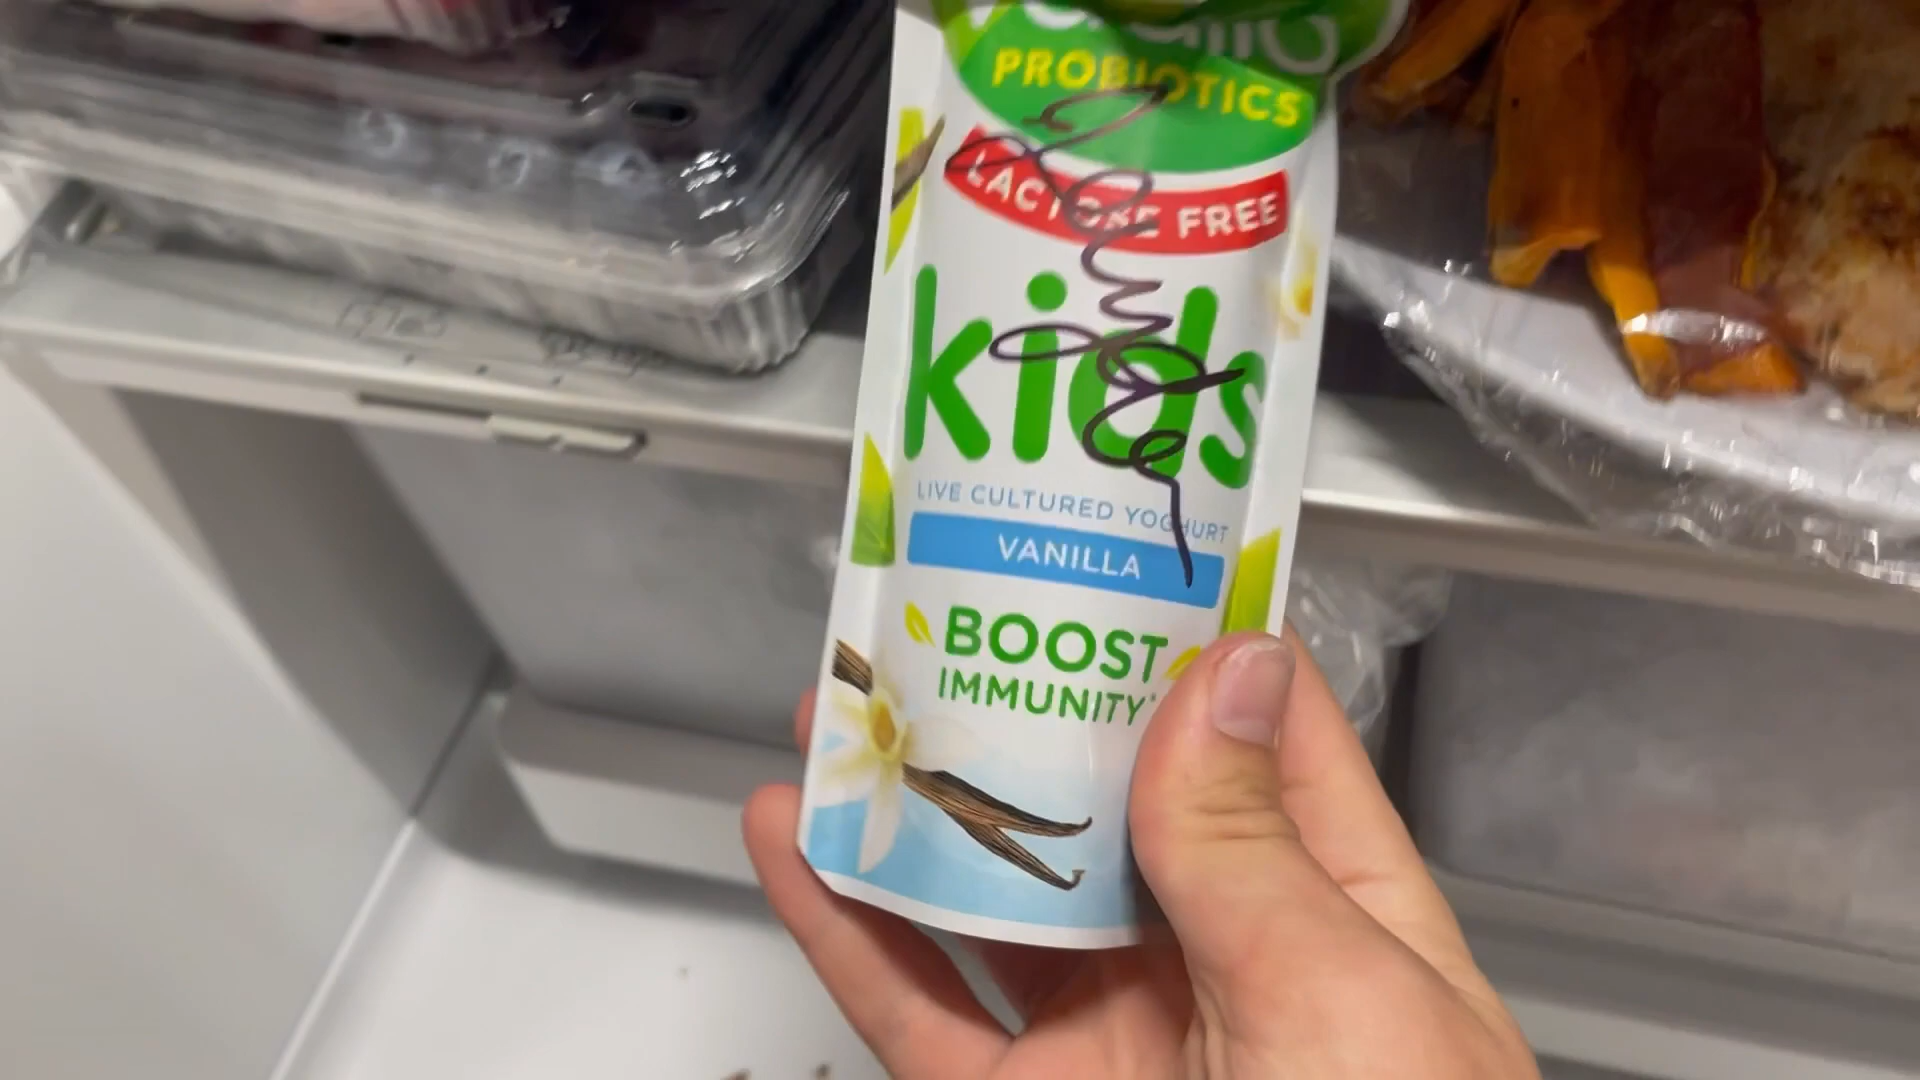 PROBIOTICS
LACTOSE FREE
kids
LIVE CULTURED YOGHURT
VANILLA
BOOST
IMMUNITY*